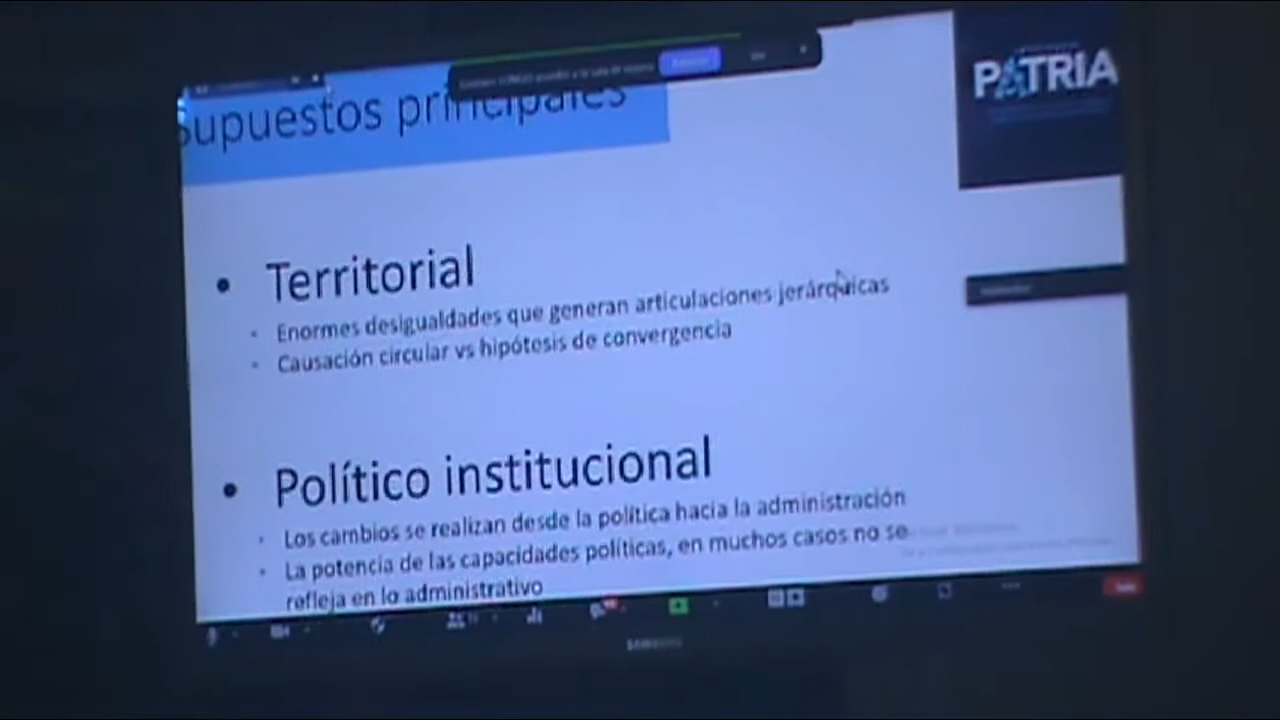 Supuestos principales
PATRIA
• Territorial
- Enormes desigualdades que generan articulaciones jerárquicas
- Causación circular vs hipótesis de convergencia
• Político institucional
- Los cambios se realizan desde la política hacia la administración
- La potencia de las capacidades políticas, en muchos casos no se
refleja en lo administrativo
SAMSUNG